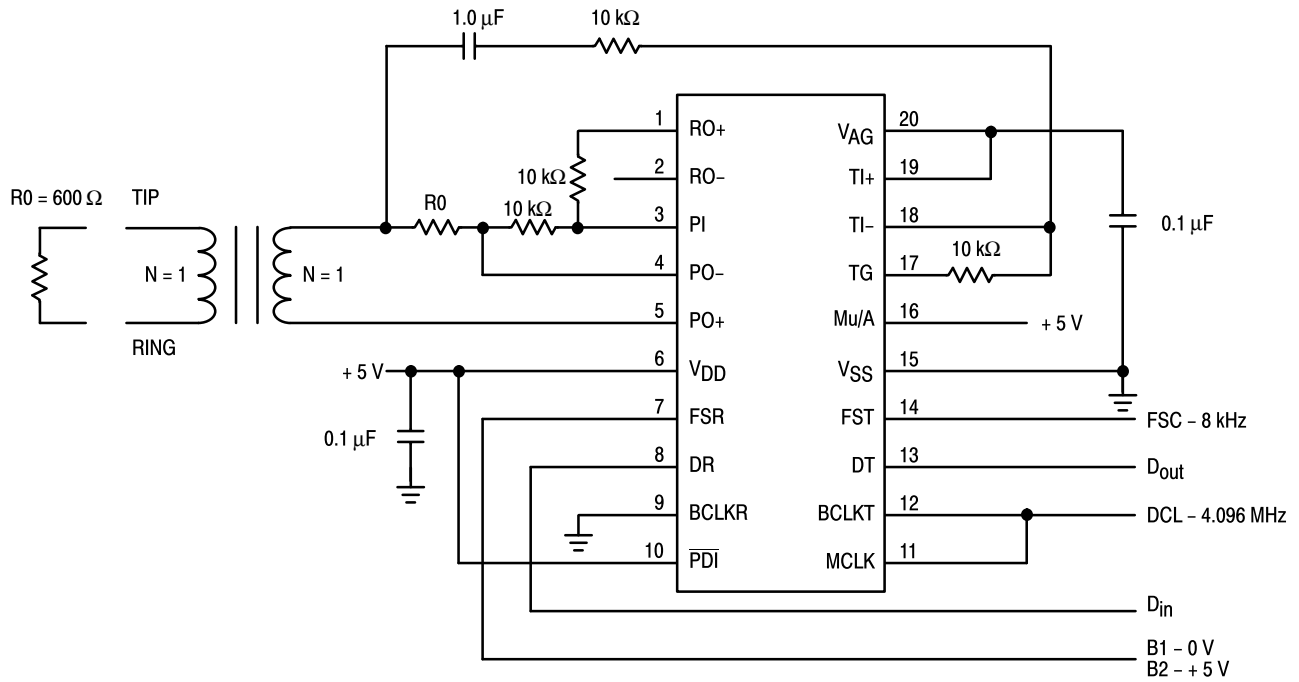 1.0 µF
10 kΩ
R0 = 600 Ω
TIP
N = 1
N = 1
RING
R0
10 kΩ
10 kΩ
1 RO+
2 RO–
3 PI
4 PO–
5 PO+
6 VDD
7 FSR
8 DR
9 BCLKR
10 PDI
VAG 20
TI+ 19
TI– 18
TG 17
Mu/A 16
VSS 15
FST 14
DT 13
BCLKT 12
MCLK 11
10 kΩ
0.1 µF
+ 5 V
+ 5 V
0.1 µF
FSC – 8 kHz
Dout
DCL – 4.096 MHz
Din
B1 – 0 V
B2 – + 5 V